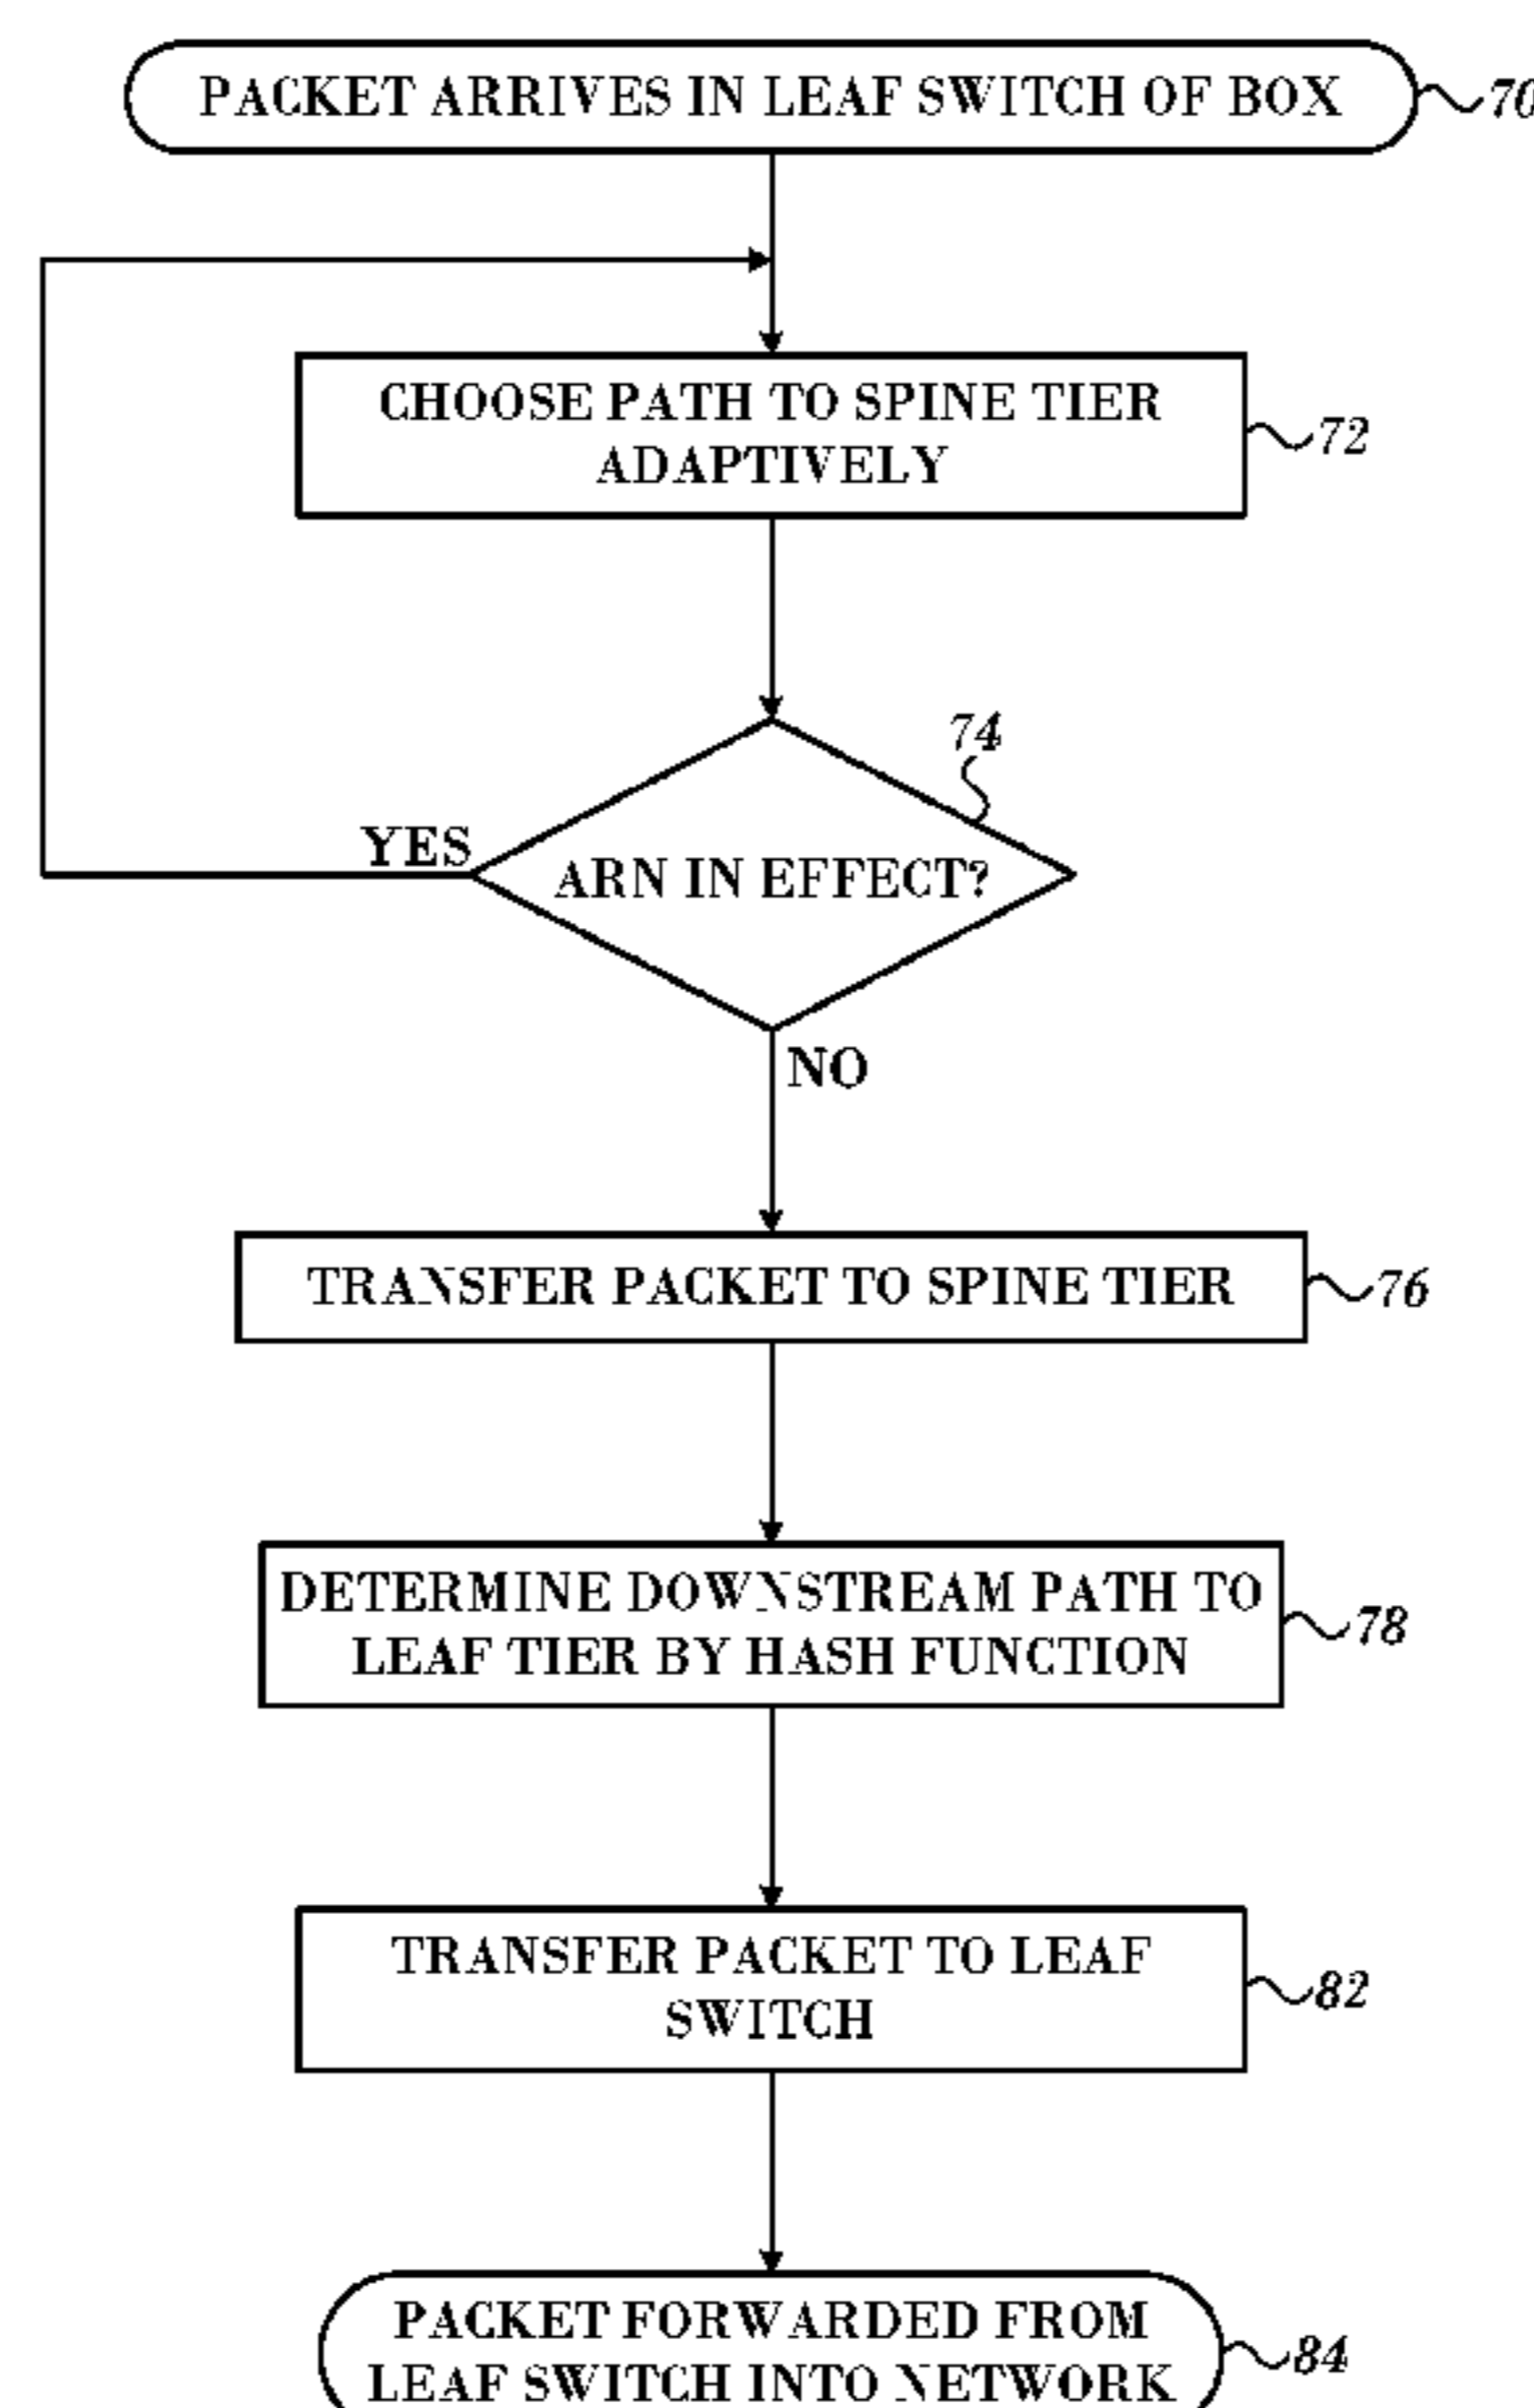 PACKET ARRIVES IN LEAF SWITCH OF BOX
70
CHOOSE PATH TO SPINE TIER
ADAPTIVELY
72
74
YES
ARN IN EFFECT?
NO
TRANSFER PACKET TO SPINE TIER
76
DETERMINE DOWNSTREAM PATH TO
LEAF TIER BY HASH FUNCTION
78
TRANSFER PACKET TO LEAF
SWITCH
82
PACKET FORWARDED FROM
LEAF SWITCH INTO NETWORK
84